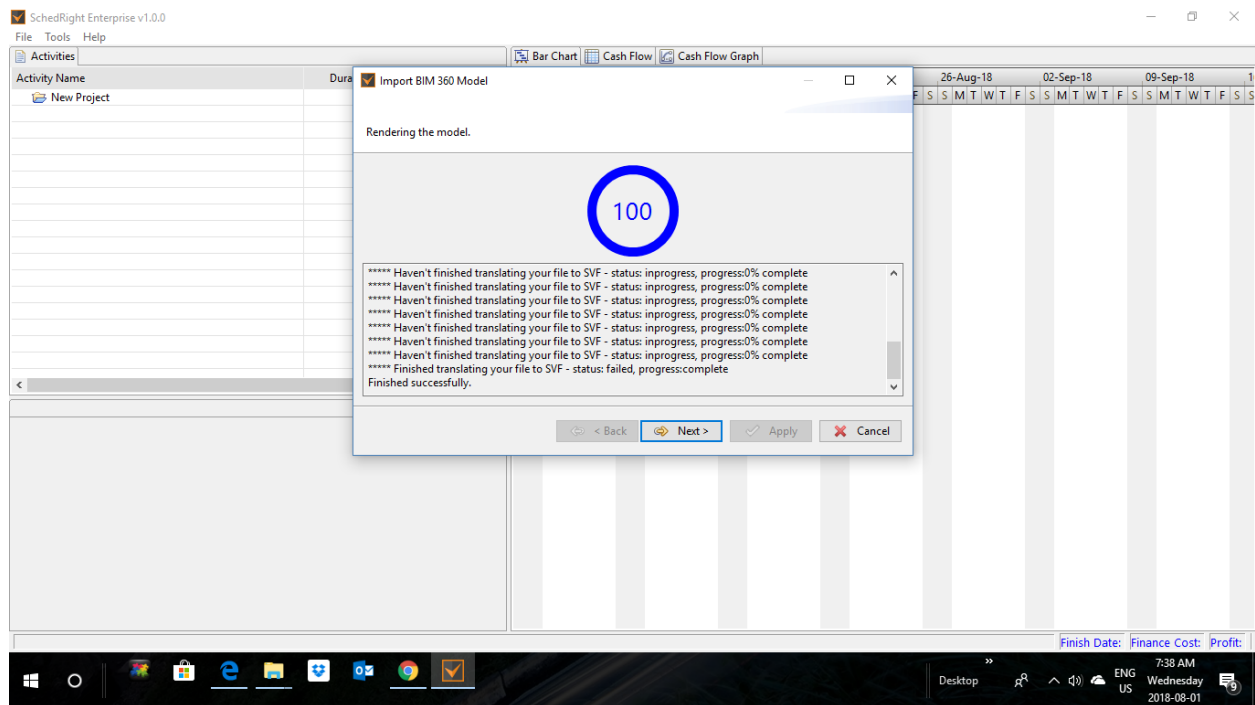 SchedRight Enterprise v1.0.0
File Tools Help
Activities
Bar Chart Cash Flow Cash Flow Graph
Activity Name Dura
New Project
26-Aug-18 02-Sep-18 09-Sep-18 1
F S S M T W T F S S M T W T F S S M T W T F S S
Import BIM 360 Model
Rendering the model.
100
***** Haven't finished translating your file to SVF - status: inprogress, progress:0% complete
***** Haven't finished translating your file to SVF - status: inprogress, progress:0% complete
***** Haven't finished translating your file to SVF - status: inprogress, progress:0% complete
***** Haven't finished translating your file to SVF - status: inprogress, progress:0% complete
***** Haven't finished translating your file to SVF - status: inprogress, progress:0% complete
***** Haven't finished translating your file to SVF - status: inprogress, progress:0% complete
***** Haven't finished translating your file to SVF - status: inprogress, progress:0% complete
***** Finished translating your file to SVF - status: failed, progress:complete
Finished successfully.
< Back Next > Apply Cancel
Finish Date: Finance Cost: Profit:
Desktop
ENG
US
7:38 AM
Wednesday
2018-08-01
9